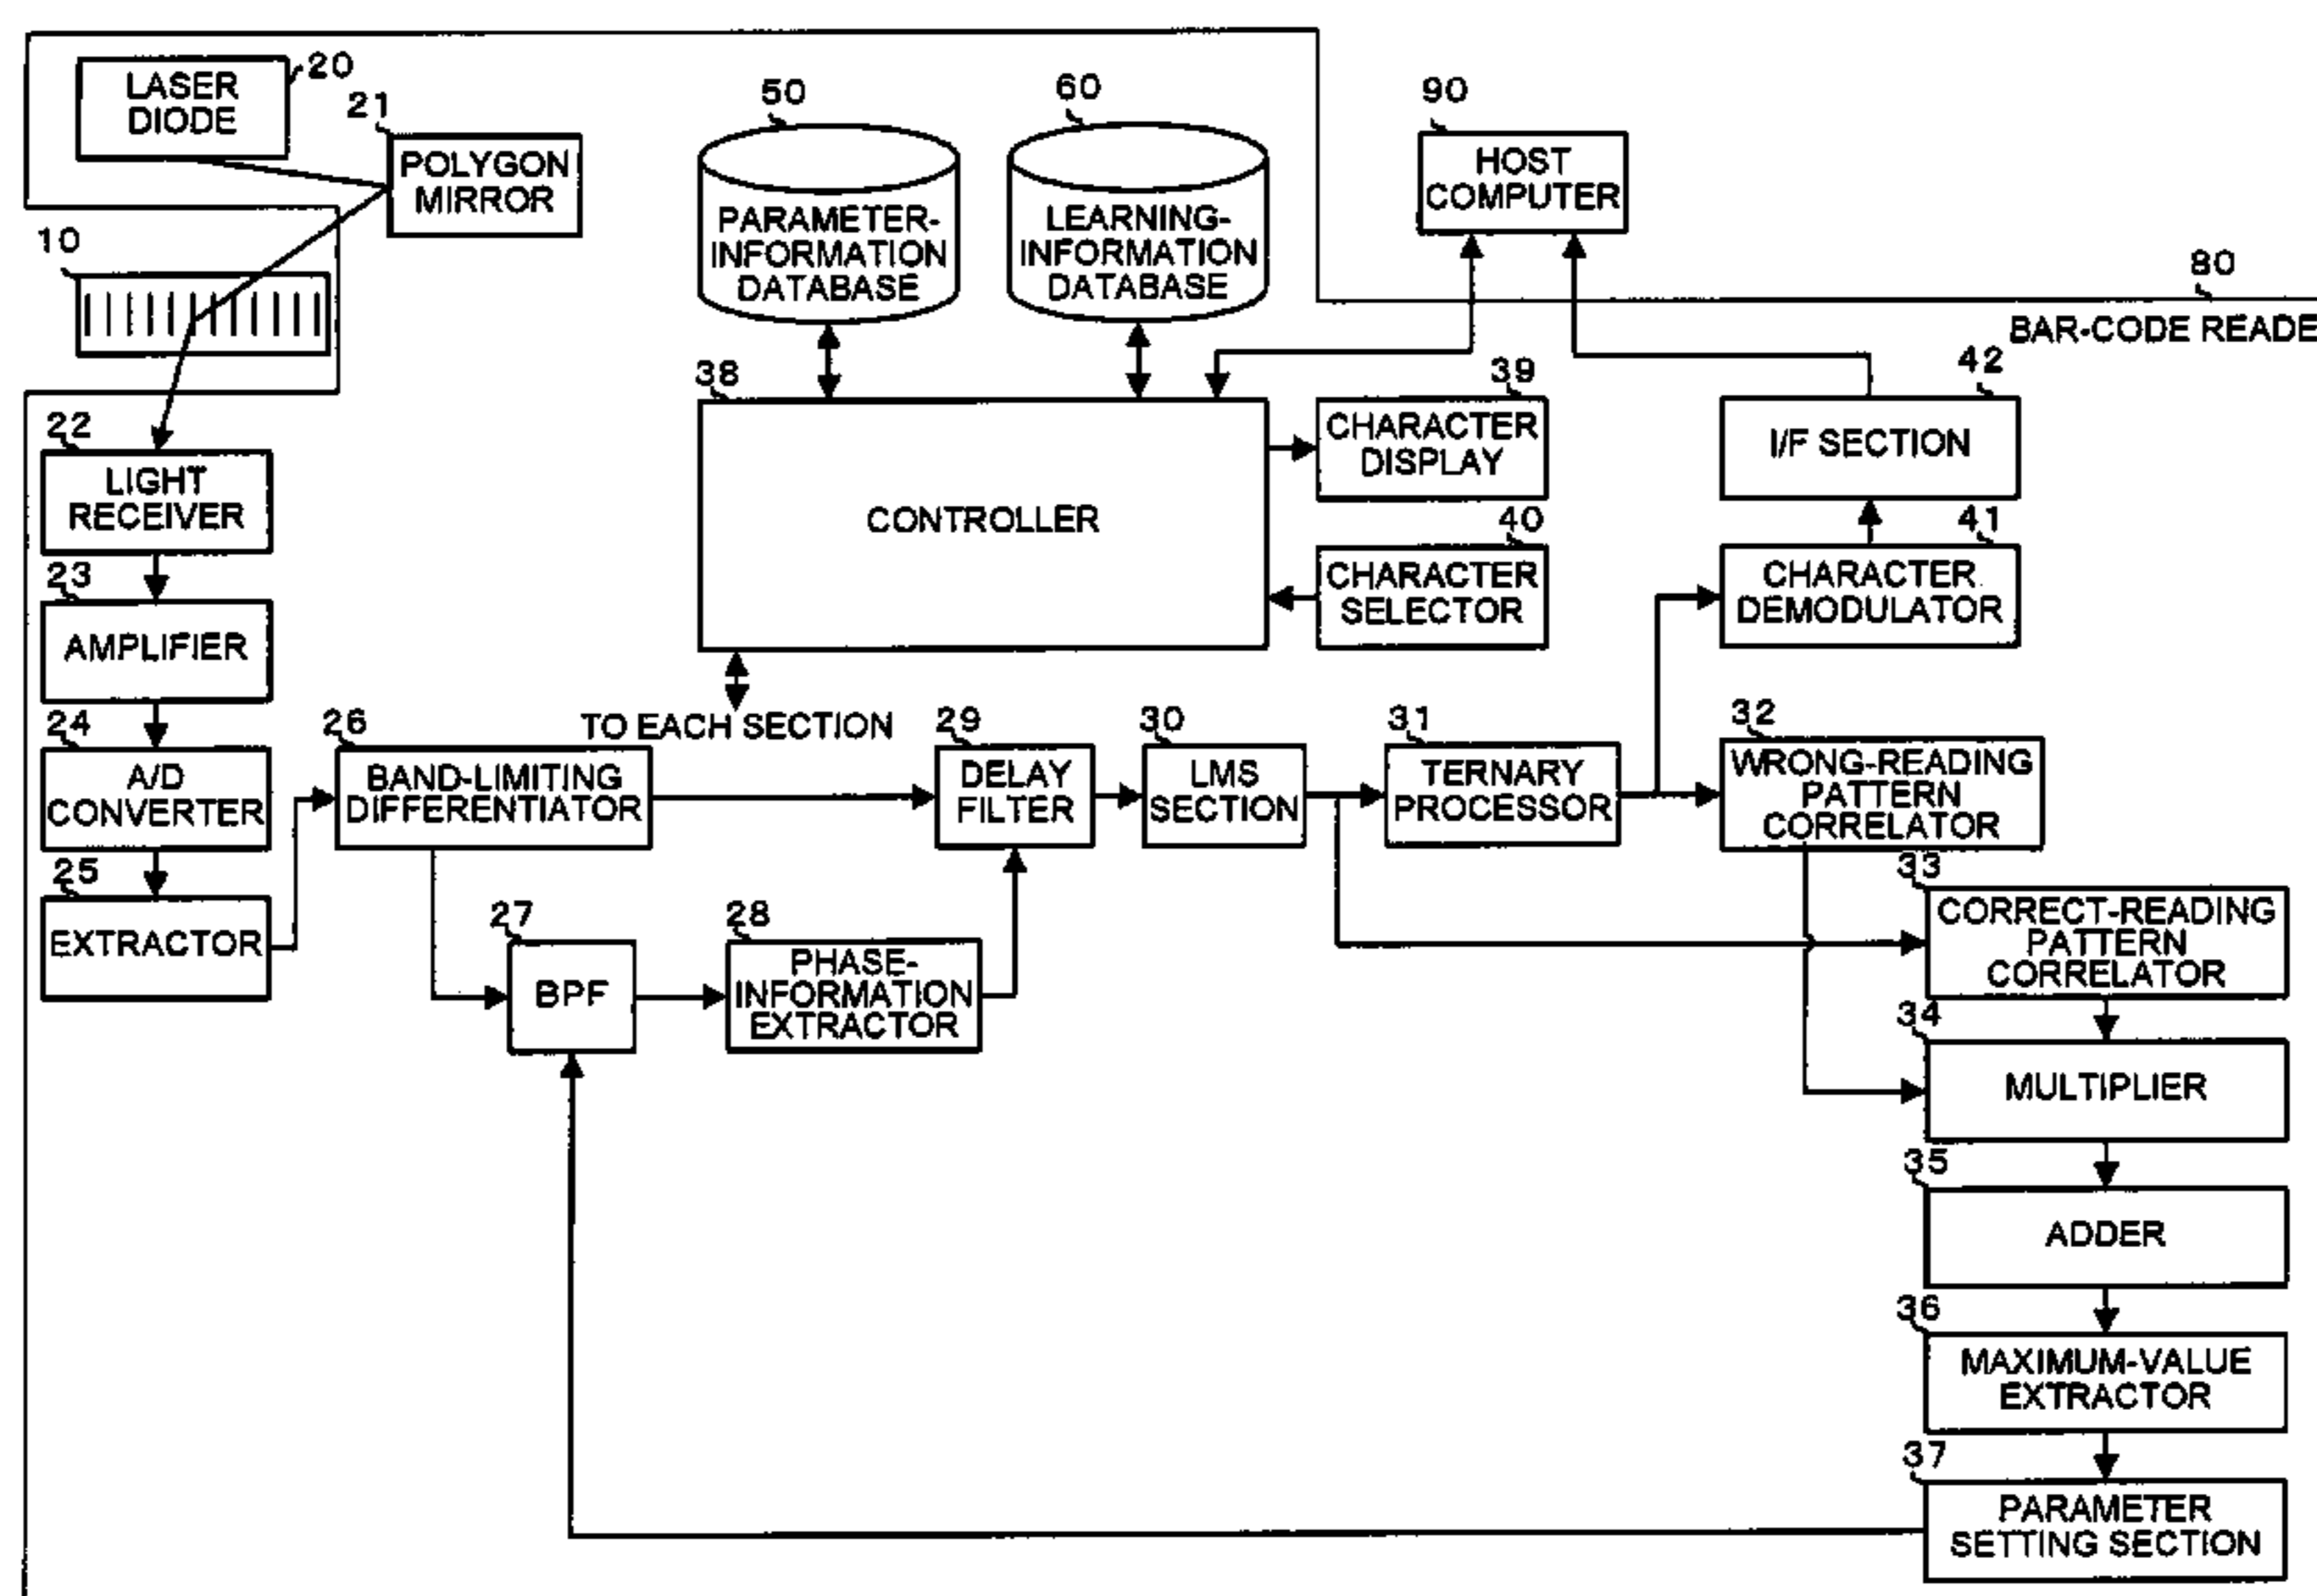 20
LASER
DIODE
21
POLYGON
MIRROR
10
50
PARAMETER-
INFORMATION
DATABASE
60
LEARNING-
INFORMATION
DATABASE
90
HOST
COMPUTER
80
BAR-CODE READE
38
CONTROLLER
39
CHARACTER
DISPLAY
40
CHARACTER
SELECTOR
42
I/F SECTION
41
CHARACTER
DEMODULATOR
22
LIGHT
RECEIVER
23
AMPLIFIER
24
A/D
CONVERTER
25
EXTRACTOR
TO EACH SECTION
26
BAND-LIMITING
DIFFERENTIATOR
27
BPF
28
PHASE-
INFORMATION
EXTRACTOR
29
DELAY
FILTER
30
LMS
SECTION
31
TERNARY
PROCESSOR
32
WRONG-READING
PATTERN
CORRELATOR
33
CORRECT-READING
PATTERN
CORRELATOR
34
MULTIPLIER
35
ADDER
36
MAXIMUM-VALUE
EXTRACTOR
37
PARAMETER
SETTING SECTION